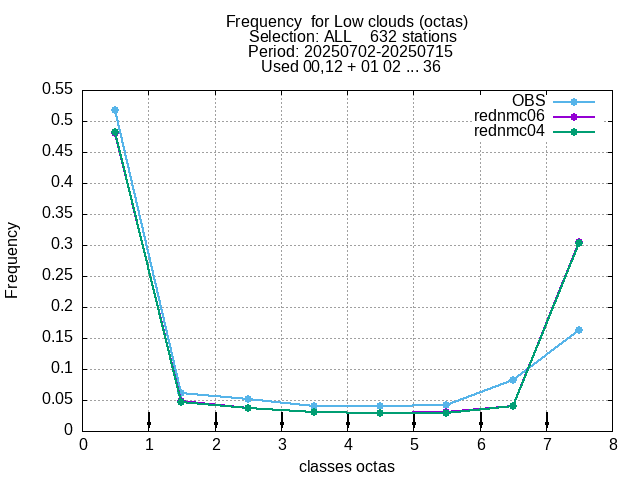 Frequency  for Low clouds (octas)
Selection: ALL    632 stations
Period: 20250702-20250715
Used 00,12 + 01 02 ... 36
OBS
rednmc06
rednmc04
0.55
0.5
0.45
0.4
0.35
0.3
0.25
0.2
0.15
0.1
0.05
0
Frequency
0 1 2 3 4 5 6 7 8
classes octas